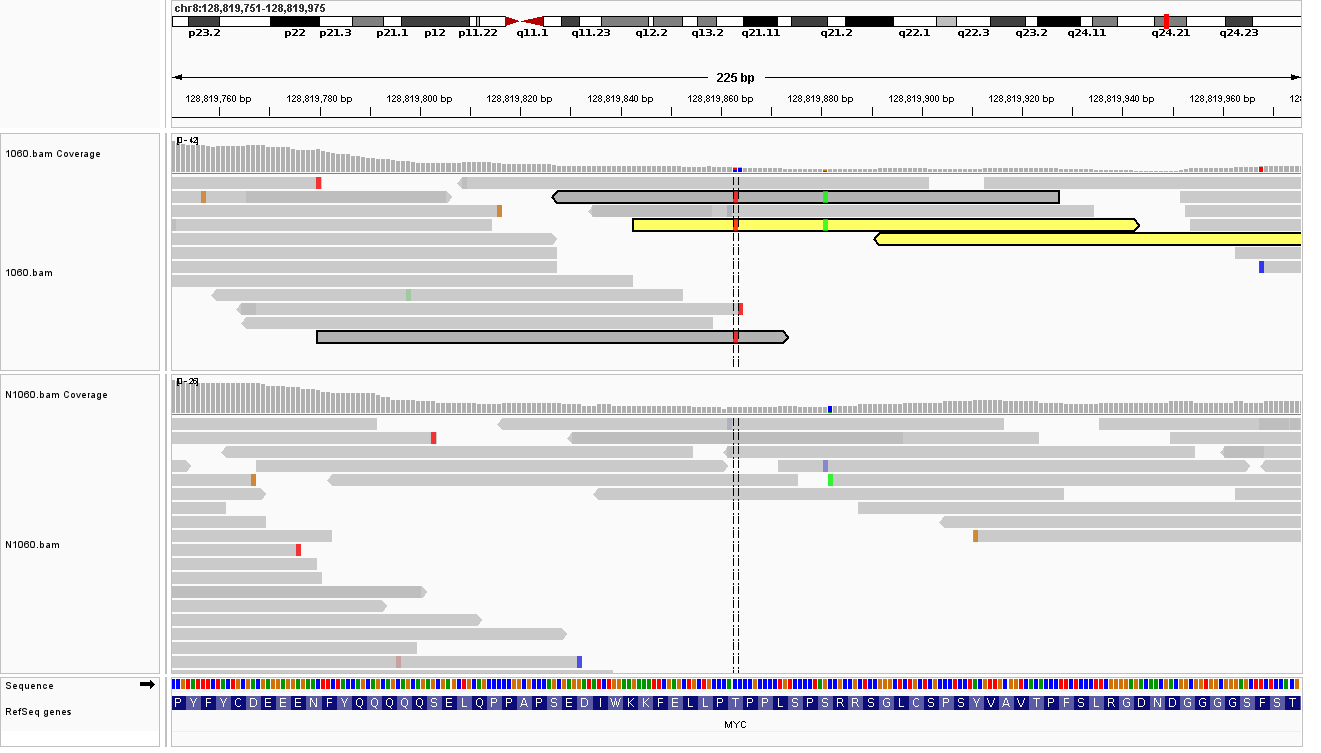 chr8:128,819,751-128,819,975
p23.2 p22 p21.3 p21.1 p12 p11.22 q11.1 q11.23 q12.2 q13.2 q21.11 q21.2 q22.1 q22.3 q23.2 q24.11 q24.21 q24.23
225 bp
128,819,760 bp 128,819,780 bp 128,819,800 bp 128,819,820 bp 128,819,840 bp 128,819,860 bp 128,819,880 bp 128,819,900 bp 128,819,920 bp 128,819,940 bp 128,819,960 bp 128
[0 - 42]
1060.bam Coverage
1060.bam
[0 - 26]
N1060.bam Coverage
N1060.bam
Sequence
RefSeq genes
P Y F Y C D E E E N F Y Q Q Q Q Q S E L Q P P A P S E D I W K K F E L L P T P P L S P S R R S G L C S P S Y V A V T P F S L R G D N D G G G G S F S T
MYC